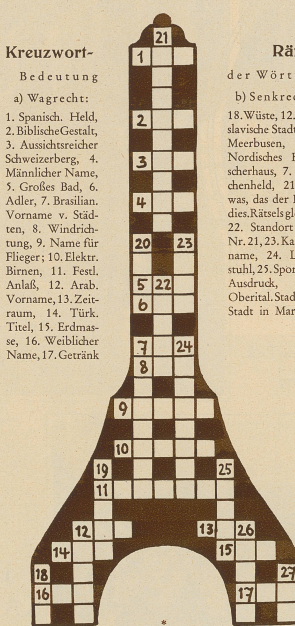 Kreuzwort-
Rä
Bedeutung
der Wört
a) Wagrecht:
b) Senkrec
1. Spanisch. Held,
2. Biblische Gestalt,
3. Aussichtsreicher
Schweizerberg, 4.
Männlicher Name,
5. Großes Bad, 6.
Adler, 7. Brasilian.
Vorname v. Städ-
ten, 8. Windrich-
tung, 9. Name für
Flieger; 10. Elektr.
Birnen, 11. Festl.
Anlaß, 12. Arab.
Vorname, 13. Zeit-
raum, 14. Türk.
Titel, 15. Erdmas-
se, 16. Weiblicher
Name, 17. Getränk
18. Wüste, 12.
slavische Stadt
Meerbusen,
Nordisches
scherhaus, 7.
chenheld, 21
was, das der
dies. Rätsels gl
22. Standort
Nr. 21, 23. Ka
name, 24. L
stuhl, 25. Spor
Ausdruck,
Oberital. Stad
Stadt in Mar
21
1
2
3
4
20 23
5 22
6
7 24
8
9
10
19 25
11
12 13 26
14 15
18 27
16 17